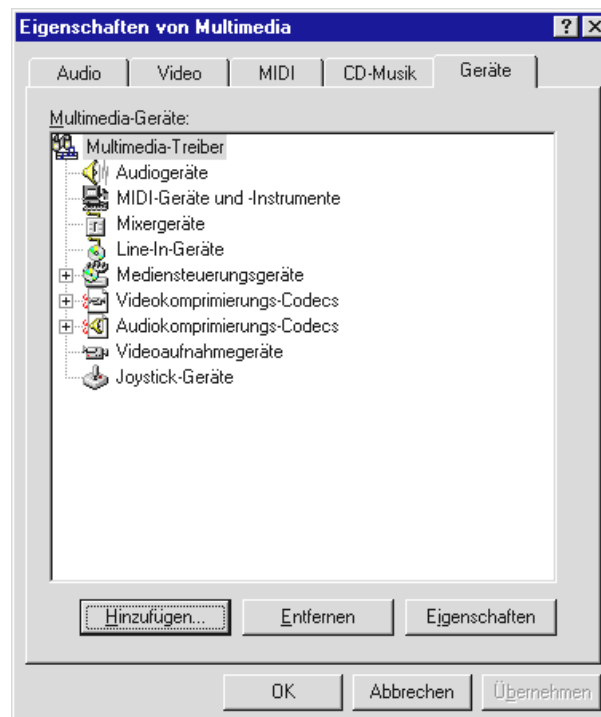 Eigenschaften von Multimedia
Audio Video MIDI CD-Musik Geräte
Multimedia-Geräte:
Multimedia-Treiber
Audiogeräte
MIDI-Geräte und -Instrumente
Mixergeräte
Line-In-Geräte
Mediensteuerungsgeräte
Videokomprimierungs-Codecs
Audiokomprimierungs-Codecs
Videoaufnahmegeräte
Joystick-Geräte
Hinzufügen... Entfernen Eigenschaften
OK Abbrechen Übernehmen